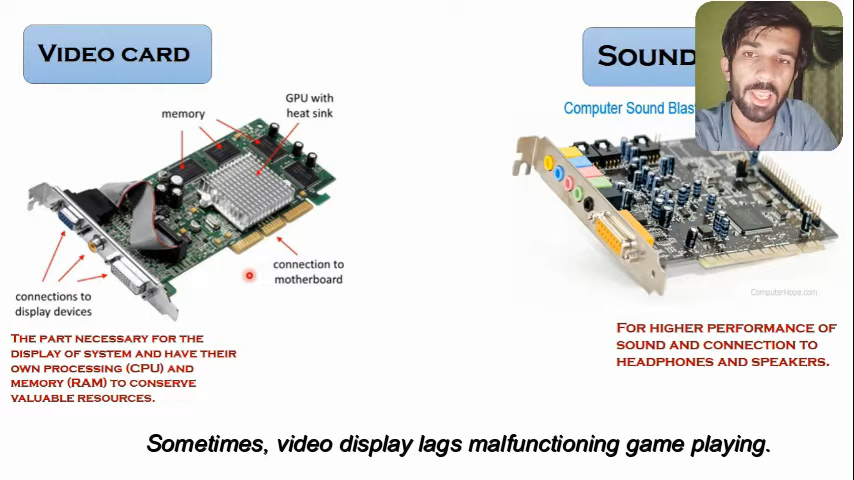 VIDEO CARD
SOUND
GPU with
heat sink
memory
connection to
motherboard
connections to
display devices
THE PART NECESSARY FOR THE
DISPLAY OF SYSTEM AND HAVE THEIR
OWN PROCESSING (CPU) AND
MEMORY (RAM) TO CONSERVE
VALUABLE RESOURCES.
Computer Sound Blas
ComputerHope.com
FOR HIGHER PERFORMANCE OF
SOUND AND CONNECTION TO
HEADPHONES AND SPEAKERS.
Sometimes, video display lags malfunctioning game playing.